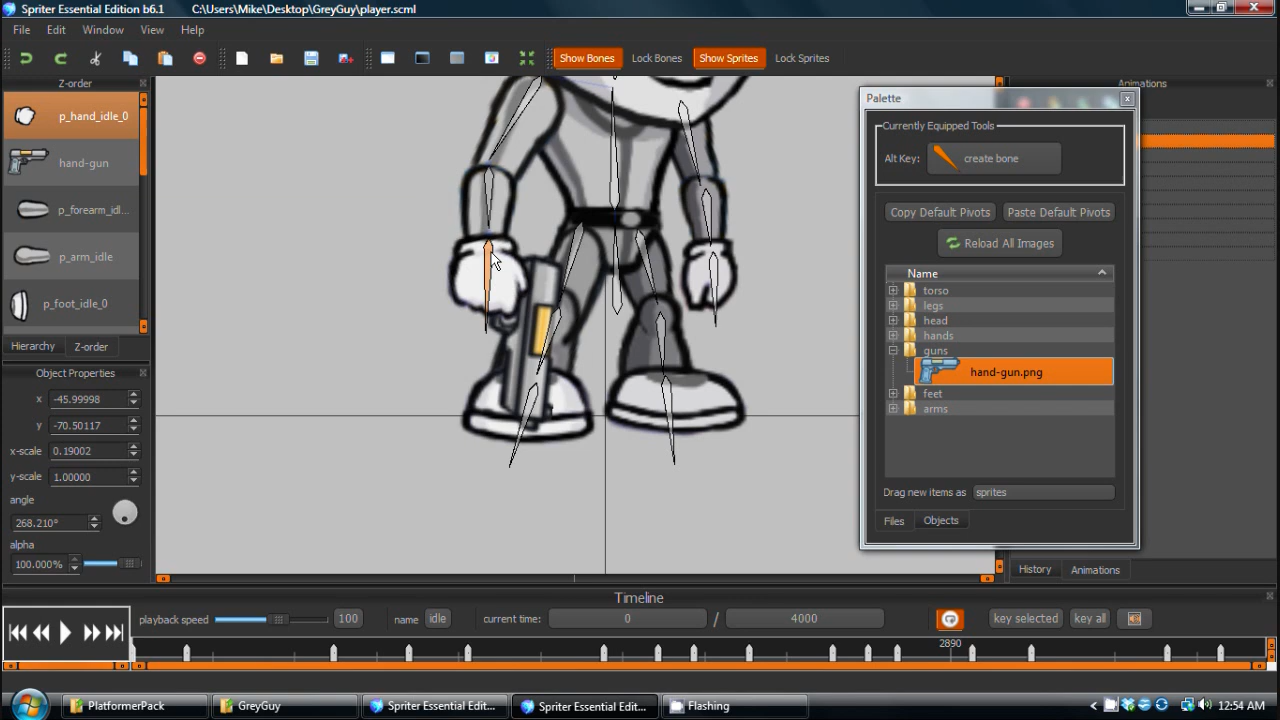 Spriter Essential Edition b6.1
C:\Users\Mike\Desktop\GreyGuy\player.scml
File Edit Window View Help
Show Bones Lock Bones Show Sprites Lock Sprites
Z-order
p_hand_idle_0
hand-gun
p_forearm_idl...
p_arm_idle
p_foot_idle_0
Hierarchy Z-order
Object Properties
x -45.99998
y -70.50117
x-scale 0.19002
y-scale 1.00000
angle
268.210°
alpha
100.000%
Animations
Palette
x
Currently Equipped Tools
Alt Key: create bone
Copy Default Pivots Paste Default Pivots
Reload All Images
Name
torso
legs
head
hands
guns
hand-gun.png
feet
arms
Drag new items as sprites
Files Objects
History Animations
Timeline
playback speed 100 name idle current time: 0 / 4000 key selected key all
2890
PlatformerPack GreyGuy Spriter Essential Edit... Spriter Essential Edit... Flashing 12:54 AM